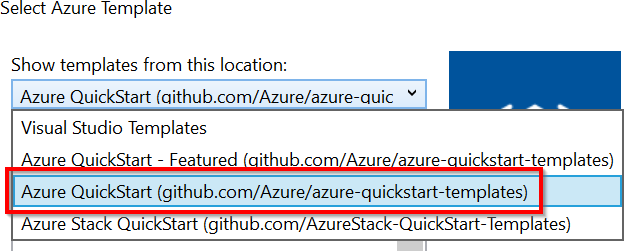 Select Azure Template
Show templates from this location:
Azure QuickStart (github.com/Azure/azure-quic
Visual Studio Templates
Azure QuickStart - Featured (github.com/Azure/azure-quickstart-templates)
Azure QuickStart (github.com/Azure/azure-quickstart-templates)
Azure Stack QuickStart (github.com/AzureStack-QuickStart-Templates)